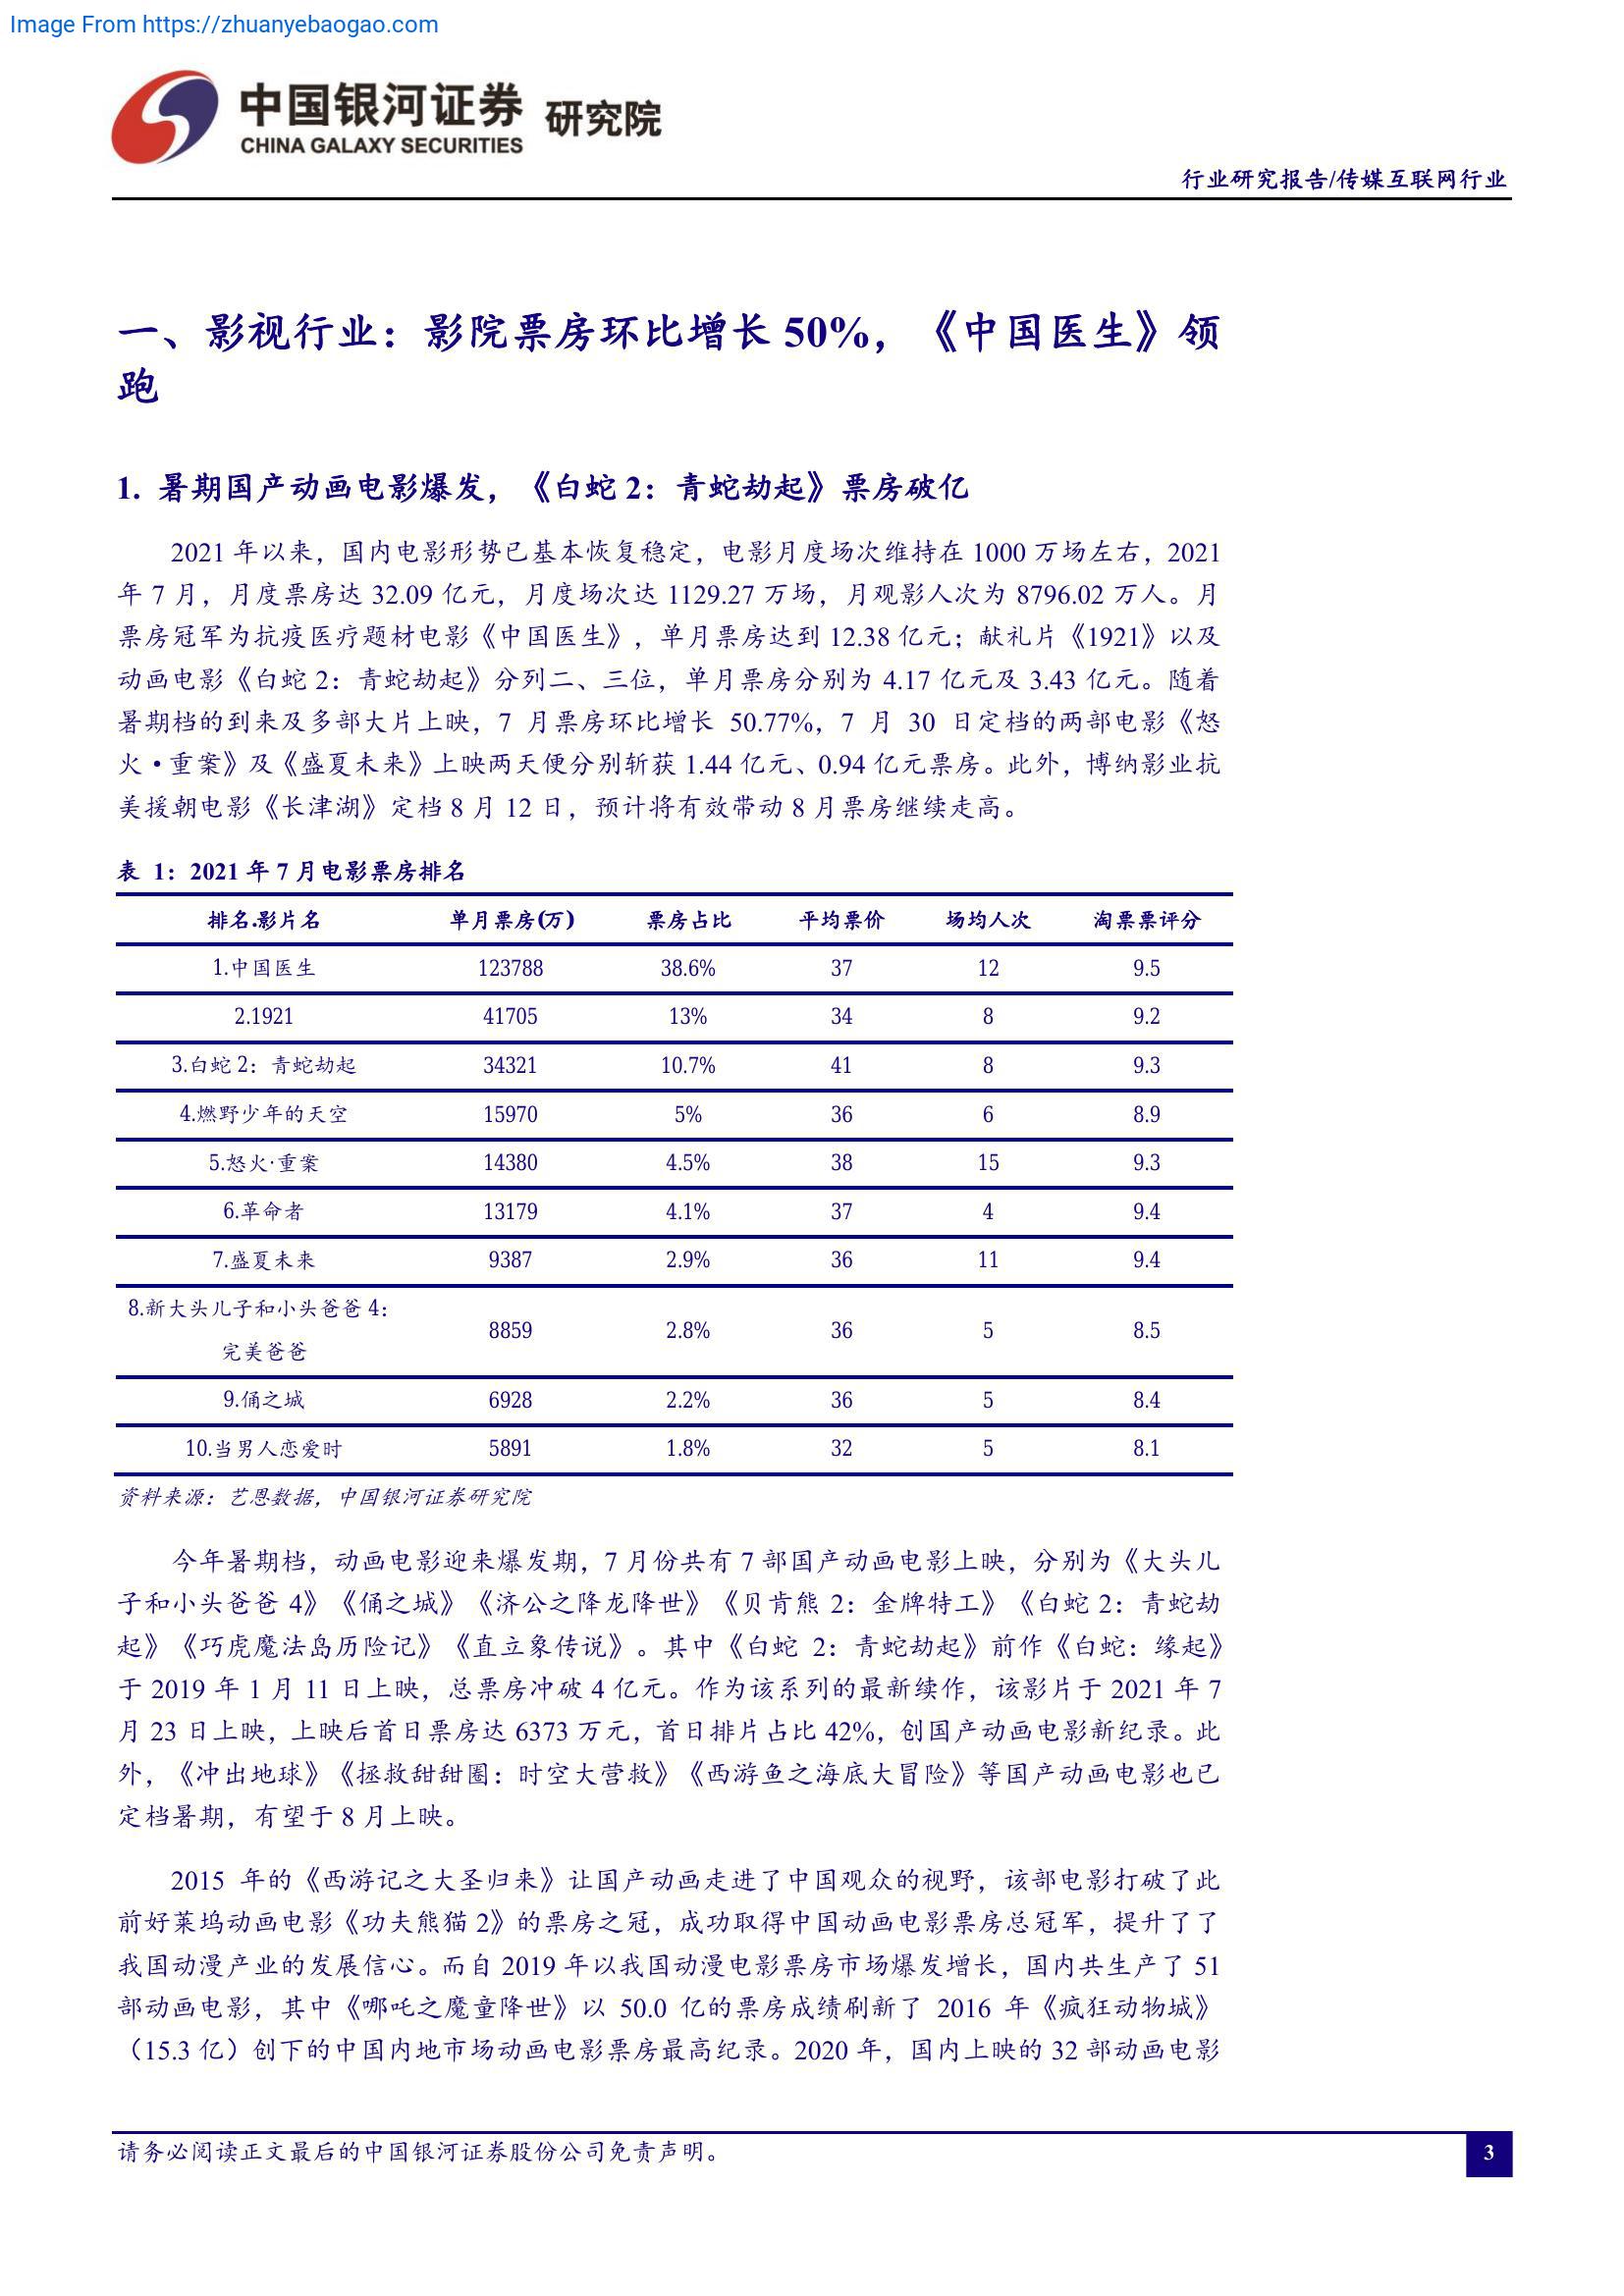 Image From https://zhuanyebaogao.com
中国银河证券 研究院
CHINA GALAXY SECURITIES
行业研究报告/传媒互联网行业
一、影视行业：影院票房环比增长 50%，《中国医生》领
跑
1. 暑期国产动画电影爆发，《白蛇 2：青蛇劫起》票房破亿
2021 年以来，国内电影形势已基本恢复稳定，电影月度场次维持在 1000 万场左右，2021
年 7 月，月度票房达 32.09 亿元，月度场次达 1129.27 万场，月观影人次为 8796.02 万人。月
票房冠军为抗疫医疗题材电影《中国医生》，单月票房达到 12.38 亿元；献礼片《1921》以及
动画电影《白蛇 2：青蛇劫起》分列二、三位，单月票房分别为 4.17 亿元及 3.43 亿元。随着
暑期档的到来及多部大片上映，7 月票房环比增长 50.77%，7 月 30 日定档的两部电影《怒
火·重案》及《盛夏未来》上映两天便分别斩获 1.44 亿元、0.94 亿元票房。此外，博纳影业抗
美援朝电影《长津湖》定档 8 月 12 日，预计将有效带动 8 月票房继续走高。
表 1：2021 年 7 月电影票房排名
排名.影片名 单月票房(万) 票房占比 平均票价 场均人次 淘票票评分
1.中国医生 123788 38.6% 37 12 9.5
2.1921 41705 13% 34 8 9.2
3.白蛇 2：青蛇劫起 34321 10.7% 41 8 9.3
4.燃野少年的天空 15970 5% 36 6 8.9
5.怒火·重案 14380 4.5% 38 15 9.3
6.革命者 13179 4.1% 37 4 9.4
7.盛夏未来 9387 2.9% 36 11 9.4
8.新大头儿子和小头爸爸 4：
完美爸爸 8859 2.8% 36 5 8.5
9.俑之城 6928 2.2% 36 5 8.4
10.当男人恋爱时 5891 1.8% 32 5 8.1
资料来源：艺恩数据，中国银河证券研究院
今年暑期档，动画电影迎来爆发期，7 月份共有 7 部国产动画电影上映，分别为《大头儿
子和小头爸爸 4》《俑之城》《济公之降龙降世》《贝肯熊 2：金牌特工》《白蛇 2：青蛇劫
起》《巧虎魔法岛历险记》《直立象传说》。其中《白蛇 2：青蛇劫起》前作《白蛇：缘起》
于 2019 年 1 月 11 日上映，总票房冲破 4 亿元。作为该系列的最新续作，该影片于 2021 年 7
月 23 日上映，上映后首日票房达 6373 万元，首日排片占比 42%，创国产动画电影新纪录。此
外，《冲出地球》《拯救甜甜圈：时空大营救》《西游鱼之海底大冒险》等国产动画电影也已
定档暑期，有望于 8 月上映。
2015 年的《西游记之大圣归来》让国产动画走进了中国观众的视野，该部电影打破了此
前好莱坞动画电影《功夫熊猫 2》的票房之冠，成功取得中国动画电影票房总冠军，提升了了
我国动漫产业的发展信心。而自 2019 年以我国动漫电影票房市场爆发增长，国内共生产了 51
部动画电影，其中《哪吒之魔童降世》以 50.0 亿的票房成绩刷新了 2016 年《疯狂动物城》
（15.3 亿）创下的中国内地市场动画电影票房最高纪录。2020 年，国内上映的 32 部动画电影
请务必阅读正文最后的中国银河证券股份公司免责声明。
3